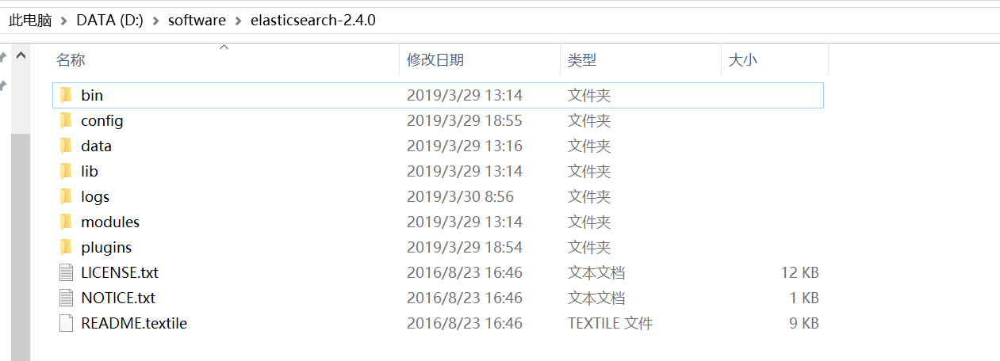 此电脑 > DATA (D:) > software > elasticsearch-2.4.0
名称 修改日期 类型 大小
bin 2019/3/29 13:14 文件夹
config 2019/3/29 18:55 文件夹
data 2019/3/29 13:16 文件夹
lib 2019/3/29 13:14 文件夹
logs 2019/3/30 8:56 文件夹
modules 2019/3/29 13:14 文件夹
plugins 2019/3/29 18:54 文件夹
LICENSE.txt 2016/8/23 16:46 文本文档 12 KB
NOTICE.txt 2016/8/23 16:46 文本文档 1 KB
README.textile 2016/8/23 16:46 TEXTILE 文件 9 KB